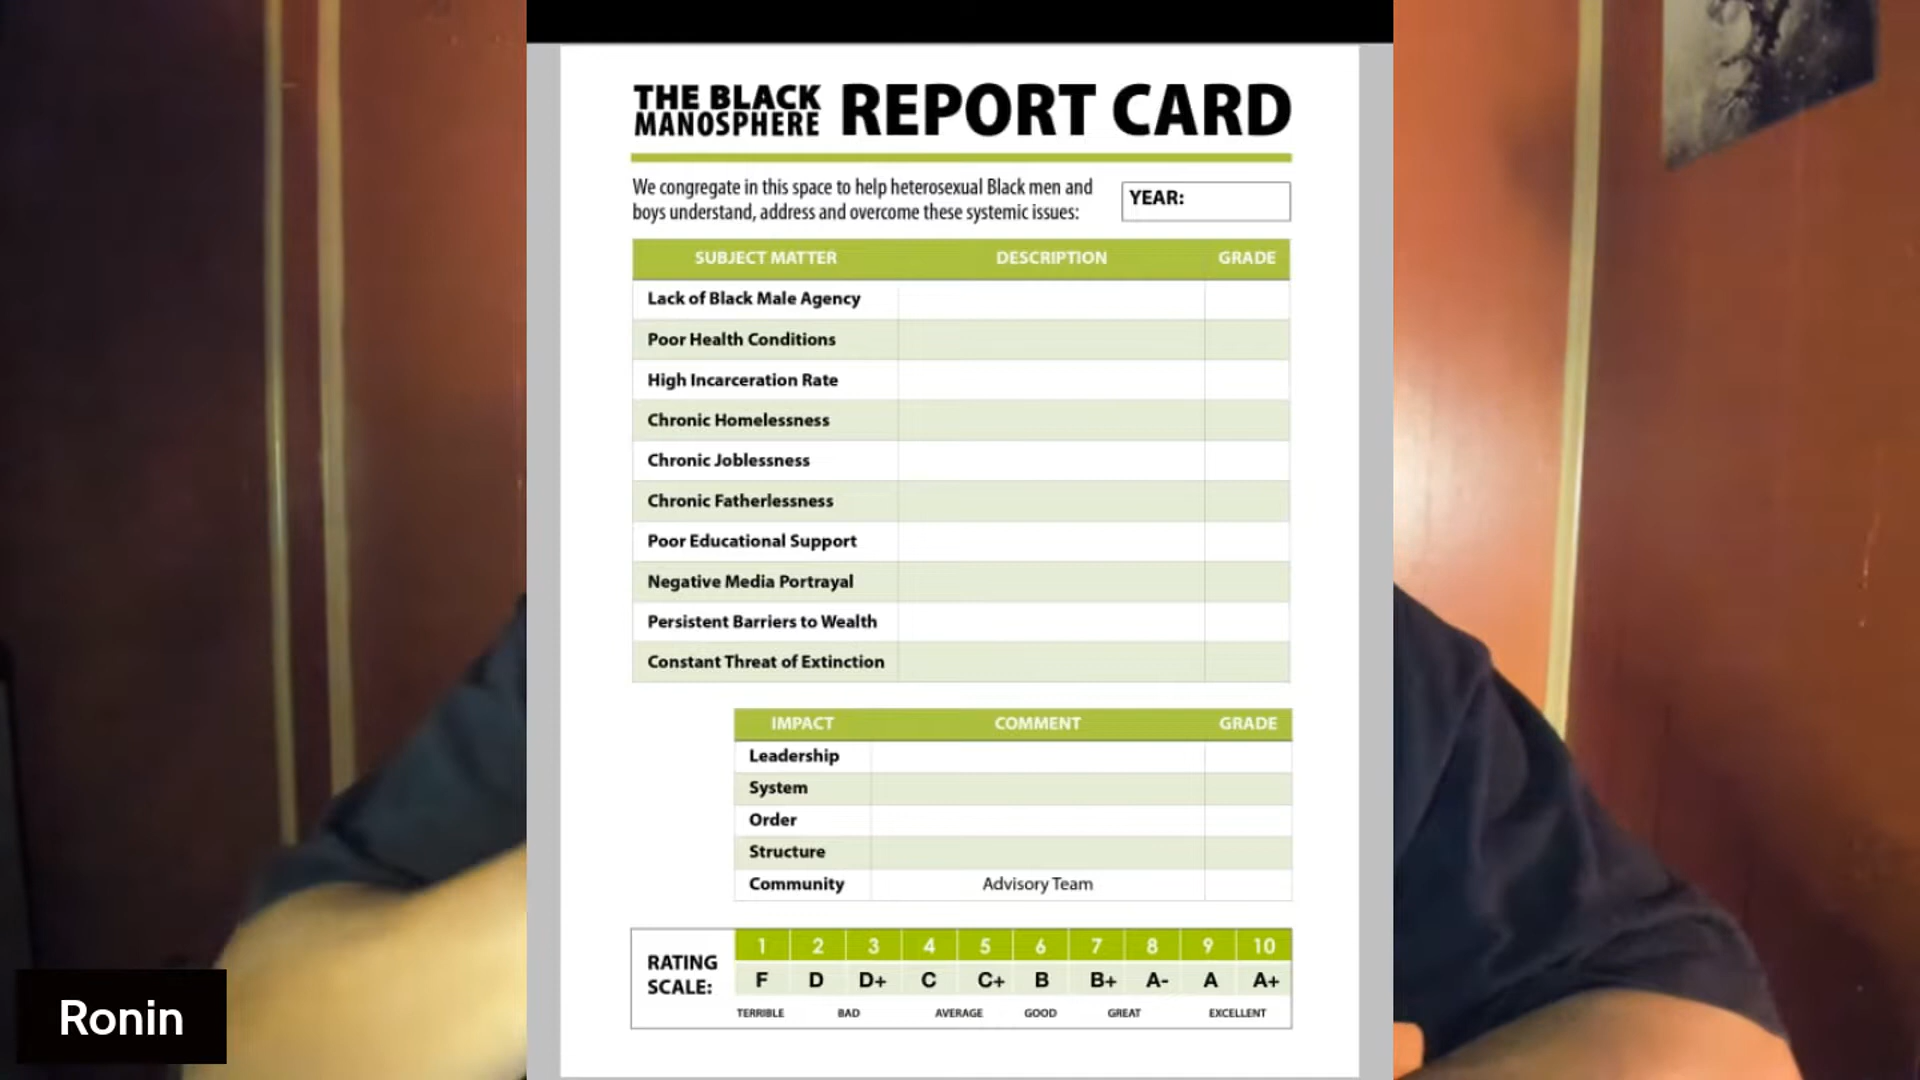 THE BLACK MANOSPHERE REPORT CARD
We congregate in this space to help heterosexual Black men and
boys understand, address and overcome these systemic issues:
YEAR:
SUBJECT MATTER DESCRIPTION GRADE
Lack of Black Male Agency
Poor Health Conditions
High Incarceration Rate
Chronic Homelessness
Chronic Joblessness
Chronic Fatherlessness
Poor Educational Support
Negative Media Portrayal
Persistent Barriers to Wealth
Constant Threat of Extinction
IMPACT COMMENT GRADE
Leadership
System
Order
Structure
Community Advisory Team
RATING SCALE:
1 2 3 4 5 6 7 8 9 10
F D D+ C C+ B B+ A- A A+
TERRIBLE BAD AVERAGE GOOD GREAT EXCELLENT
Ronin